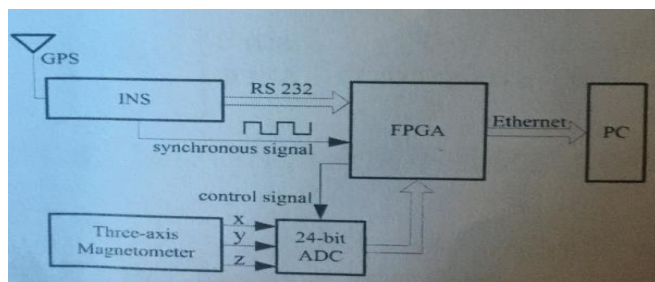 GPS
INS
RS 232
synchronous signal
FPGA
Ethernet
PC
control signal
Three-axis
Magnetometer
x
y
z
24-bit
ADC